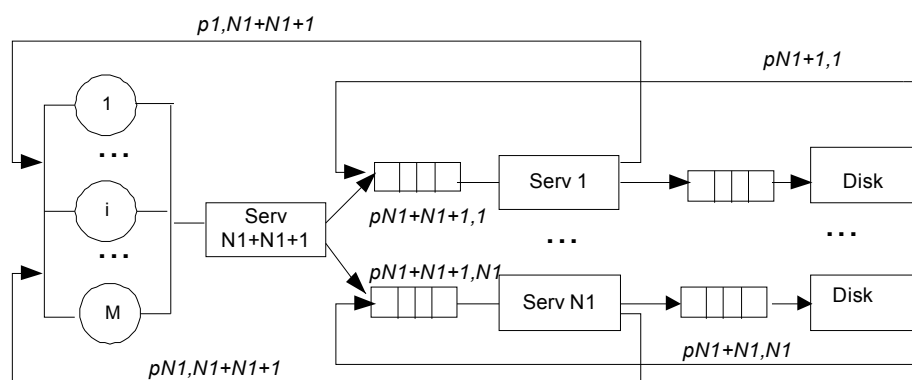 p1,N1+N1+1
pN1+1,1
1
...
i
...
M
Serv
N1+N1+1
pN1+N1+1,1
Serv 1
Disk
...
...
pN1+N1+1,N1
Serv N1
Disk
pN1+N1,N1
pN1,N1+N1+1